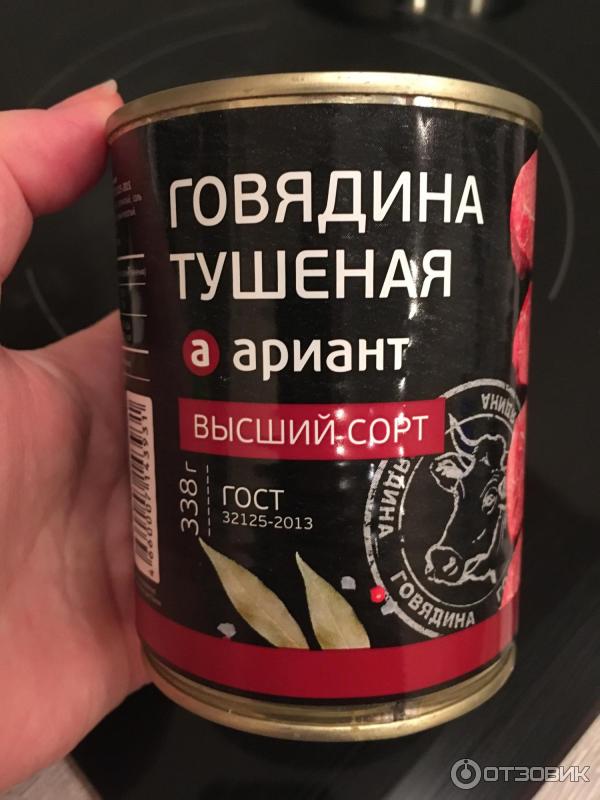 ГОВЯДИНА
ТУШЕНАЯ
а ариант
ВЫСШИЙ СОРТ
338 г
ГОСТ
32125-2013
ГОВЯДИНА
ОТЗОВИК